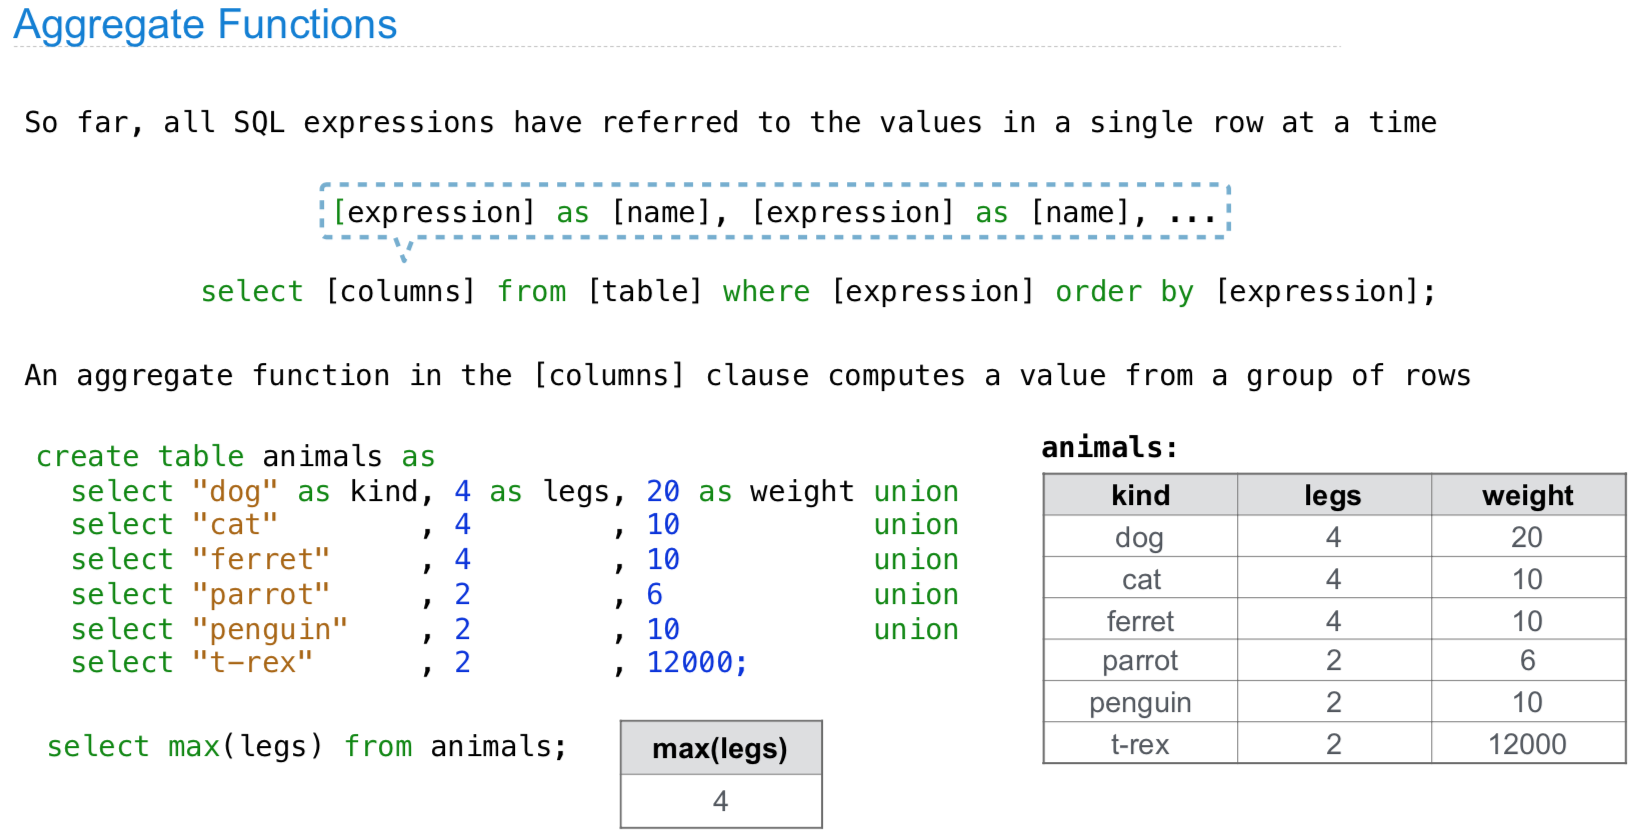 Aggregate Functions
So far, all SQL expressions have referred to the values in a single row at a time
[expression] as [name], [expression] as [name], ...
select [columns] from [table] where [expression] order by [expression];
An aggregate function in the [columns] clause computes a value from a group of rows
create table animals as
select "dog" as kind, 4 as legs, 20 as weight union
select "cat" , 4 , 10 union
select "ferret" , 4 , 10 union
select "parrot" , 2 , 6 union
select "penguin" , 2 , 10 union
select "t-rex" , 2 , 12000;
select max(legs) from animals;
max(legs)
4
animals:
kind legs weight
dog 4 20
cat 4 10
ferret 4 10
parrot 2 6
penguin 2 10
t-rex 2 12000